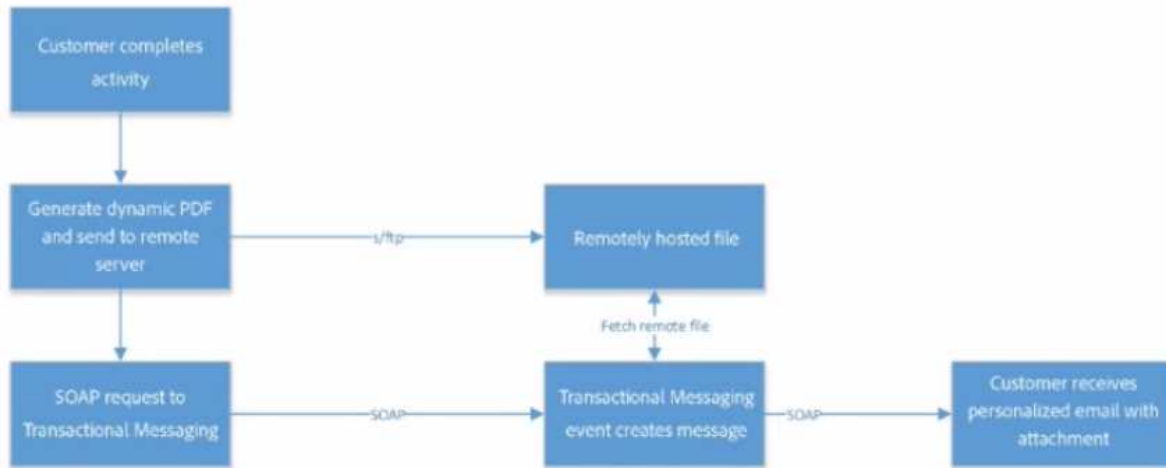 Customer completes
activity
Generate dynamic PDF
and send to remote
server
s/ftp
Remotely hosted file
Fetch remote file
SOAP request to
Transactional Messaging
SOAP
Transactional Messaging
event creates message
SOAP
Customer receives
personalized email with
attachment